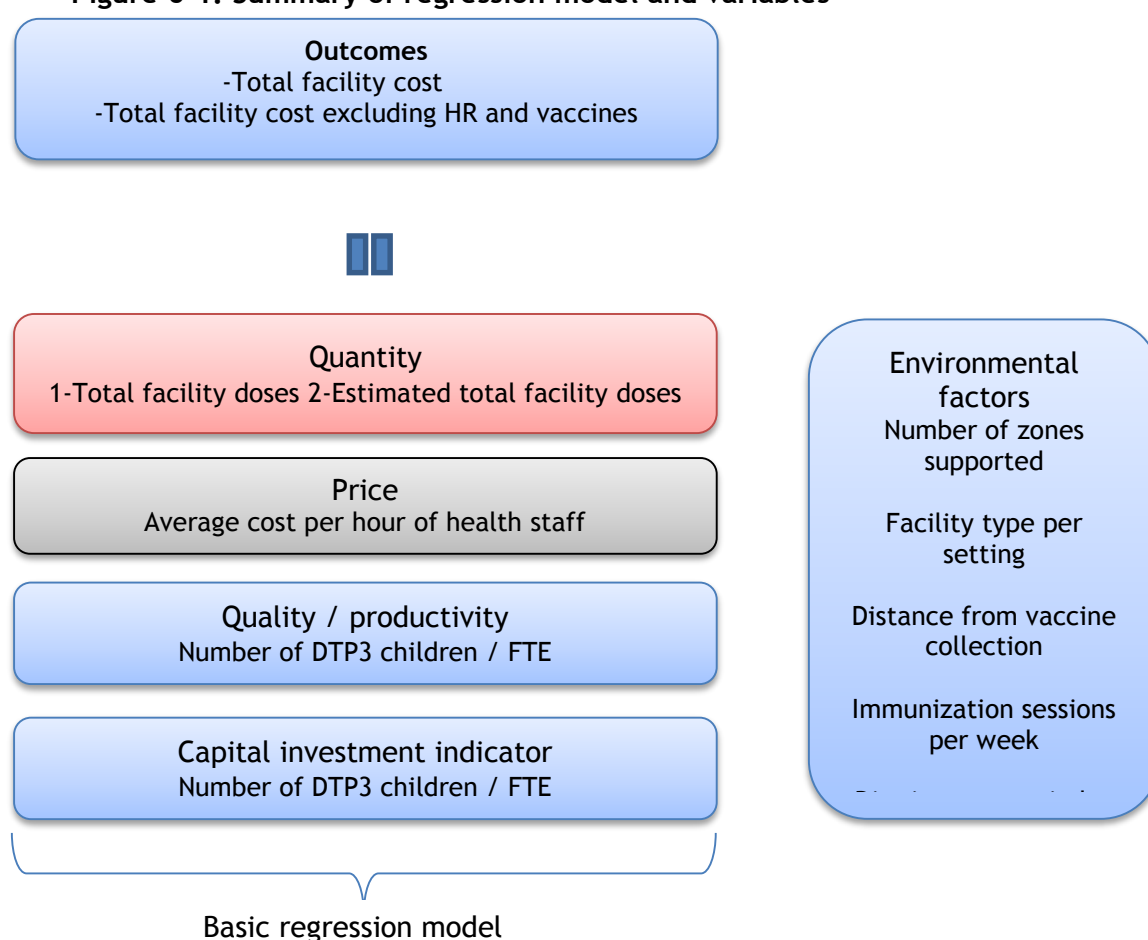 Outcomes
-Total facility cost
-Total facility cost excluding HR and vaccines
Quantity
1-Total facility doses 2-Estimated total facility doses
Price
Average cost per hour of health staff
Quality / productivity
Number of DTP3 children / FTE
Capital investment indicator
Number of DTP3 children / FTE
Basic regression model
Environmental
factors
Number of zones
supported
Facility type per
setting
Distance from vaccine
collection
Immunization sessions
per week